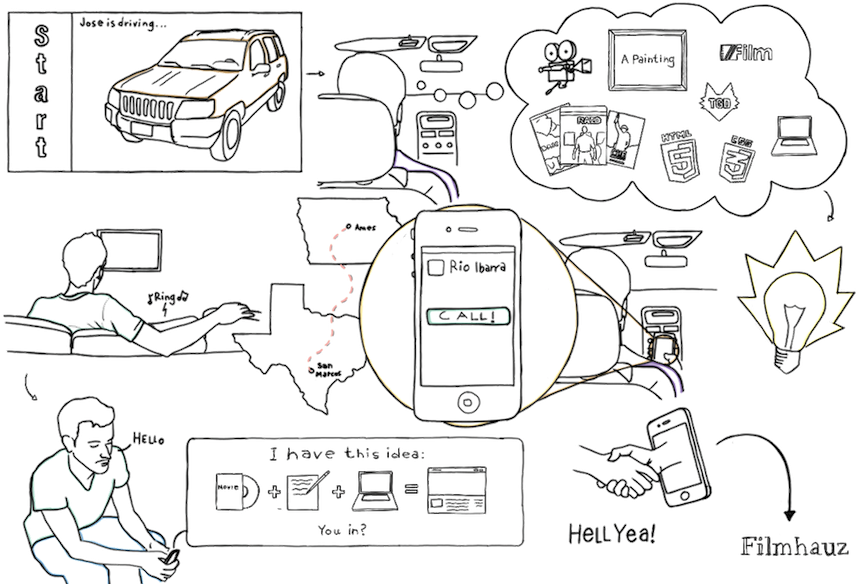 Start
Jose is driving...
A Painting
Film
TGD
RAID
HTML
5
CSS
3
Ames
San
Marcos
Rio Ibarra
CALL!
Ring
HELLO
I have this idea:
MOVIE
+ + =
You in?
HELL Yea!
Filmhauz